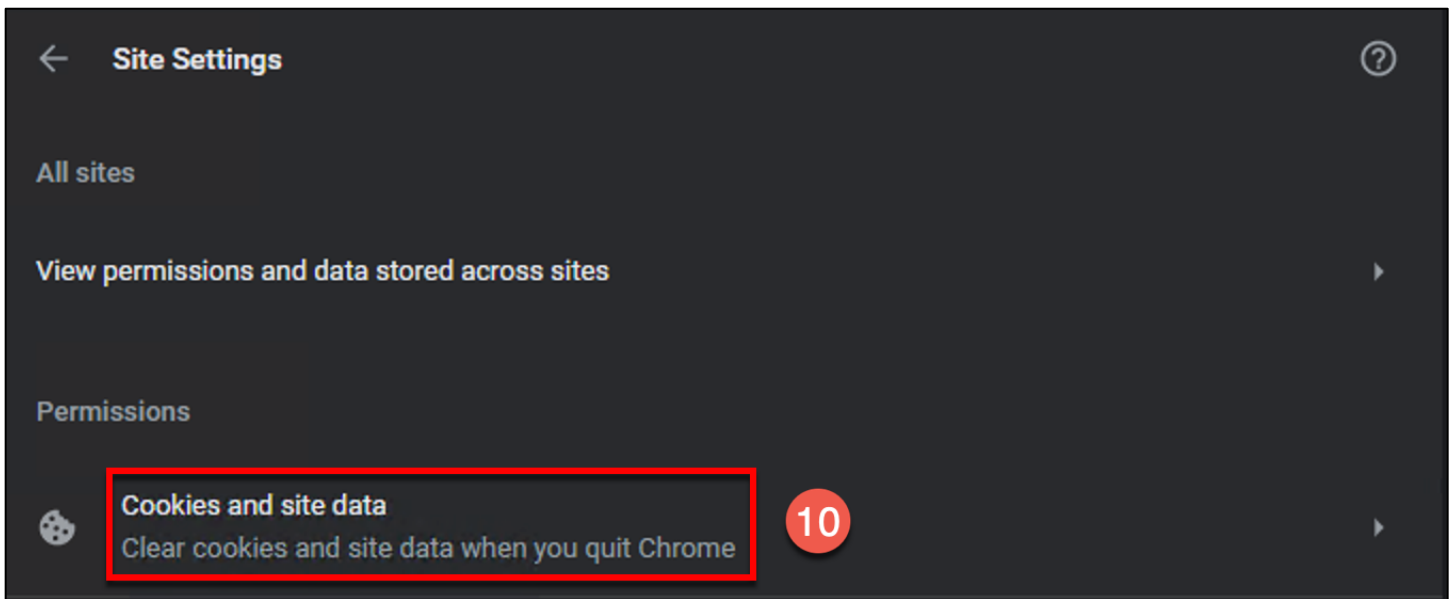 Site Settings
All sites
View permissions and data stored across sites
Permissions
Cookies and site data
10
Clear cookies and site data when you quit Chrome